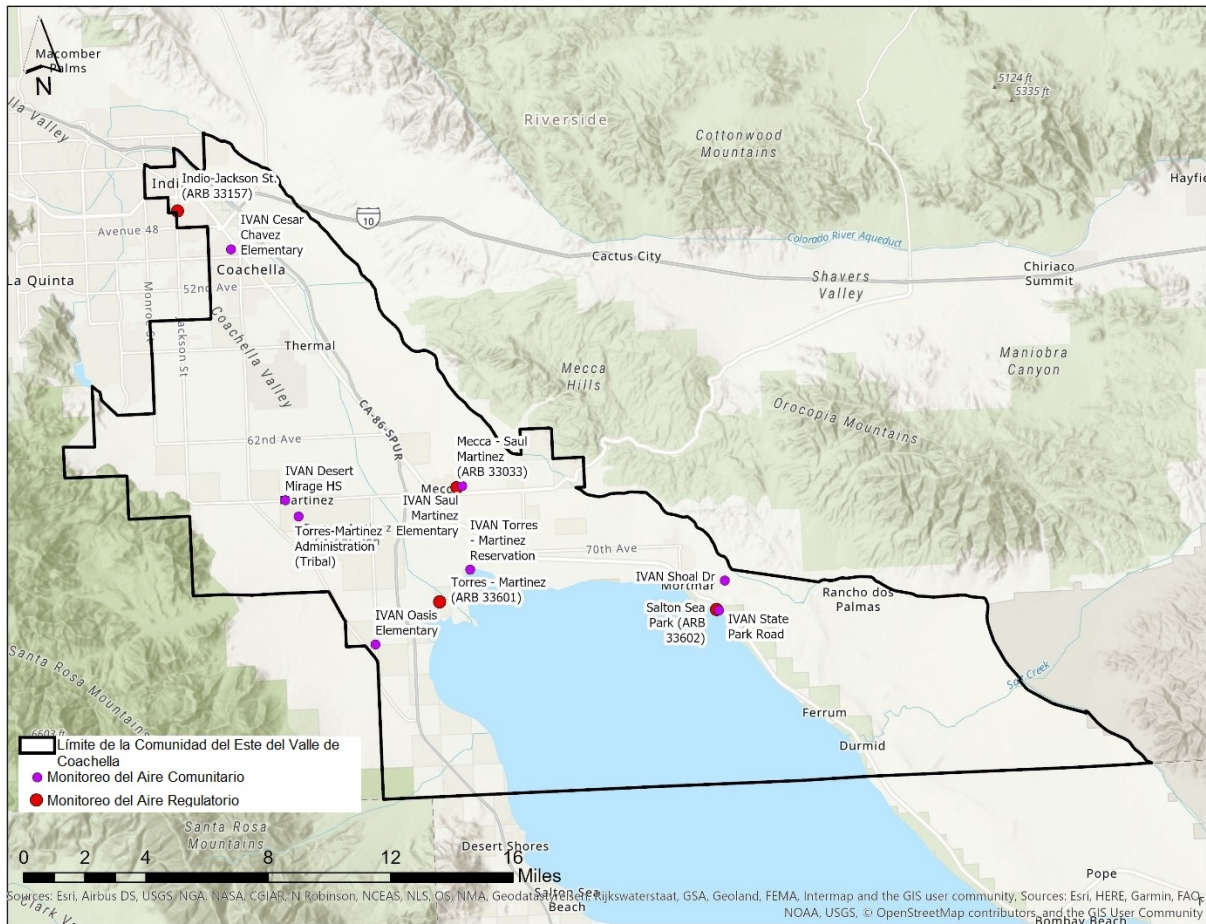 Macomber
Palms
N
lla Valley
Riverside
Cottonwood
Mountains
5124 ft
5335 ft
Hayfie
Indio-Jackson St.
(ARB 33157)
Avenue 48
IVAN Cesar
Chavez
Elementary
10
Colorado River Aqueduct
La Quinta
Coachella
52nd Ave
Cactus City
Shavers
Valley
Chiriaco
Summit
Monroe St
Jackson St
Coachella Valley
Thermal
CA-86-SPUR
Mecca
Hills
Maniobra
Canyon
Orocopia Mountains
62nd Ave
Mecca - Saul
Martinez
(ARB 33033)
IVAN Desert
Mirage HS
Martinez
IVAN Saul
Martinez
Elementary
Torres-Martinez
Administration
(Tribal)
IVAN Torres
- Martinez
Reservation
70th Ave
Torres - Martinez
(ARB 33601)
IVAN Shoal Dr
Mortmar
Rancho dos
Palmas
IVAN Oasis
Elementary
Salton Sea
Park (ARB
33602)
IVAN State
Park Road
Salt Creek
Santa Rosa Mountains
6603 ft
Ferrum
Durmid
Límite de la Comunidad del Este del Valle de
Coachella
Monitoreo del Aire Comunitario
Monitoreo del Aire Regulatorio
Santa Rosa
Mountains
Desert Shores
0 2 4 8 12 16
Miles
Salton Sea
Beach
Pope
Clark Valley
Bombay Beach
Sources: Esri, Airbus DS, USGS, NGA, NASA, CGIAR, N Robinson, NCEAS, NLS, OS, NMA, Geodatastyrelsen, Rijkswaterstaat, GSA, Geoland, FEMA, Intermap and the GIS user community, Sources: Esri, HERE, Garmin, FAO,
NOAA, USGS, © OpenStreetMap contributors, and the GIS User Community